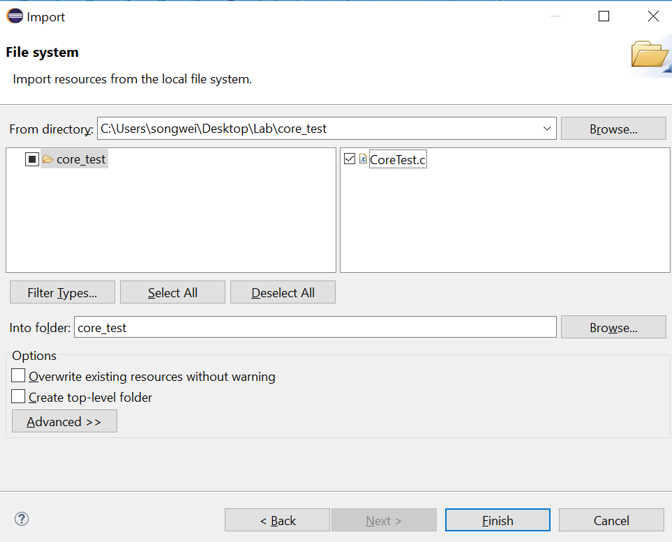 Import
File system
Import resources from the local file system.
From directory: C:\Users\songwei\Desktop\Lab\core_test Browse...
core_test CoreTest.c
Filter Types... Select All Deselect All
Into folder: core_test Browse...
Options
Overwrite existing resources without warning
Create top-level folder
Advanced >>
? < Back Next > Finish Cancel